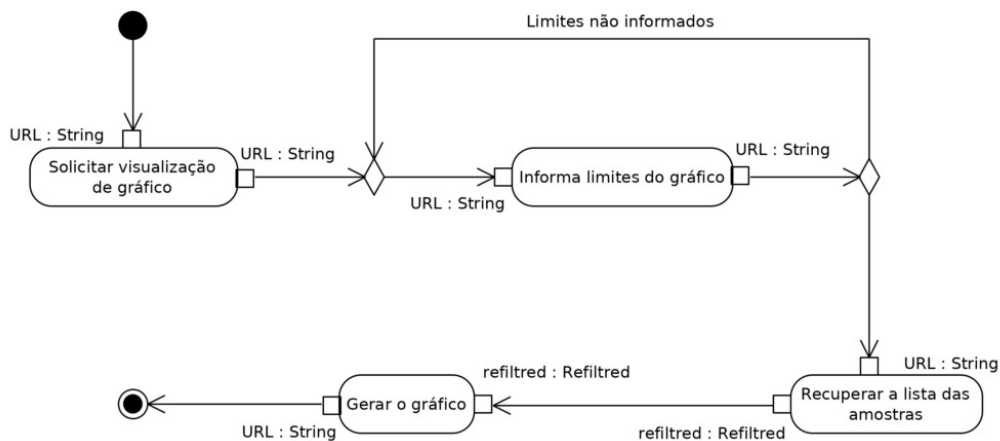 Limites não informados
URL : String
Solicitar visualização
de gráfico
URL : String
URL : String
Informa limites do gráfico
URL : String
URL : String
Recuperar a lista das
amostras
refiltred : Refiltred
refiltred : Refiltred
Gerar o gráfico
URL : String